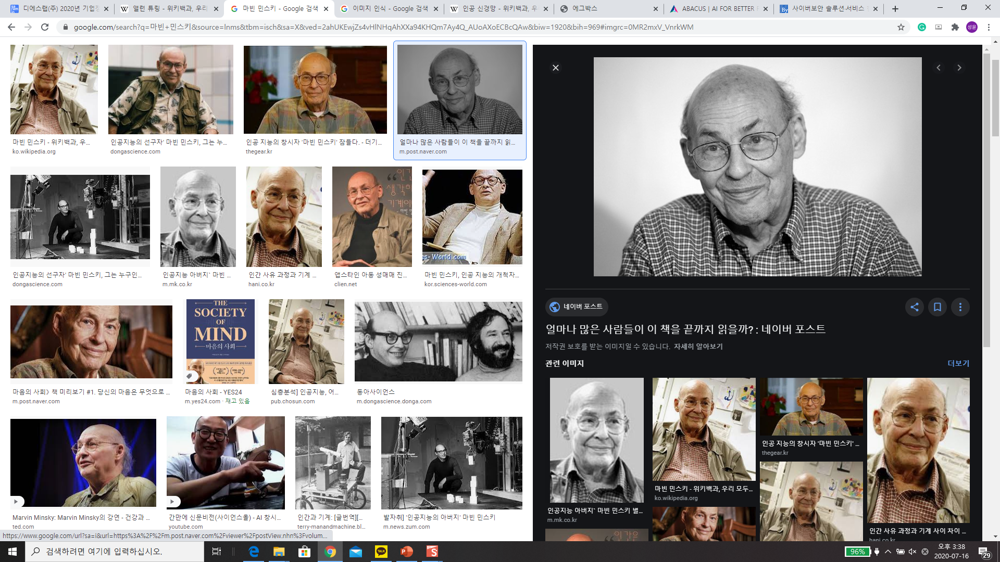 디에스랩(주) 2020년 기업정
앨런 튜링 - 위키백과, 우리
마빈 민스키 - Google 검색
이미지 인식 - Google 검색
인공 신경망 - 위키백과, 우
에그박스
ABACUS | AI FOR BETTER
사이버보안 솔루션·서비스
google.com/search?q=마빈+민스키&source=lnms&tbm=isch&sa=X&ved=2ahUKEwjZs4vHlNHqAhXXa94KHQm7Ay4Q_AUoAXoECBcQAw&biw=1920&bih=969#imgrc=0MR2mxV_VnrkWM
성윤
마빈 민스키 - 위키백과, 우...
ko.wikipedia.org
인공지능의 선구자' 마빈 민스키, 그는 누...
dongascience.com
인공 지능의 창시자 '마빈 민스키' 잠들다. - 더기...
thegear.kr
얼마나 많은 사람들이 이 책을 끝까지 읽...
m.post.naver.com
인간
생각하
기계이
es-World.com
인공지능의 선구자' 마빈 민스키, 그는 누구인...
dongascience.com
인공지능 아버지` 마빈 ...
m.mk.co.kr
인간 사유 과정과 기계 ...
hani.co.kr
앱스타인 아동 성매매 진...
clien.net
마빈 민스키, 인공 지능의 개척자...
kor.sciences-world.com
THE
SOCIETY
OF
MIND
마음의 사회
마음의 사회》 책 미리보기 #1. 당신의 마음은 무엇으로 ...
m.post.naver.com
마음의 사회 - YES24
m.yes24.com · 재고 있음
심층분석] 인공지능, 어...
pub.chosun.com
동아사이언스
m.dongascience.donga.com
Marvin Minsky: Marvin Minsky의 강연 - 건강과 ...
ted.com
간만에 신문비전(사이언스올) - AI 창시...
youtube.com
인간과 기계: [글번역][...
terry-manandmachine.bl...
발자취] '인공지능의 아버지' 마빈 민스키
m.news.zum.com
https://www.google.com/url?sa=i&url=https%3A%2F%2Fm.post.naver.com%2Fviewer%2FpostView.nhn%3Fvolum...
네이버 포스트
얼마나 많은 사람들이 이 책을 끝까지 읽을까? : 네이버 포스트
저작권 보호를 받는 이미지일 수 있습니다. 자세히 알아보기
관련 이미지
더보기
인공지능 아버지` 마빈 민스키 별...
m.mk.co.kr
마빈 민스키 - 위키백과, 우리 모두...
ko.wikipedia.org
인공 지능의 창시자 '마빈 민스키' ...
thegear.kr
인간 사유 과정과 기계 사이 차이 ...
hani.co.kr
인간은
검색하려면 여기에 입력하십시오.
TALK
96%
오후 3:38
2020-07-16
29